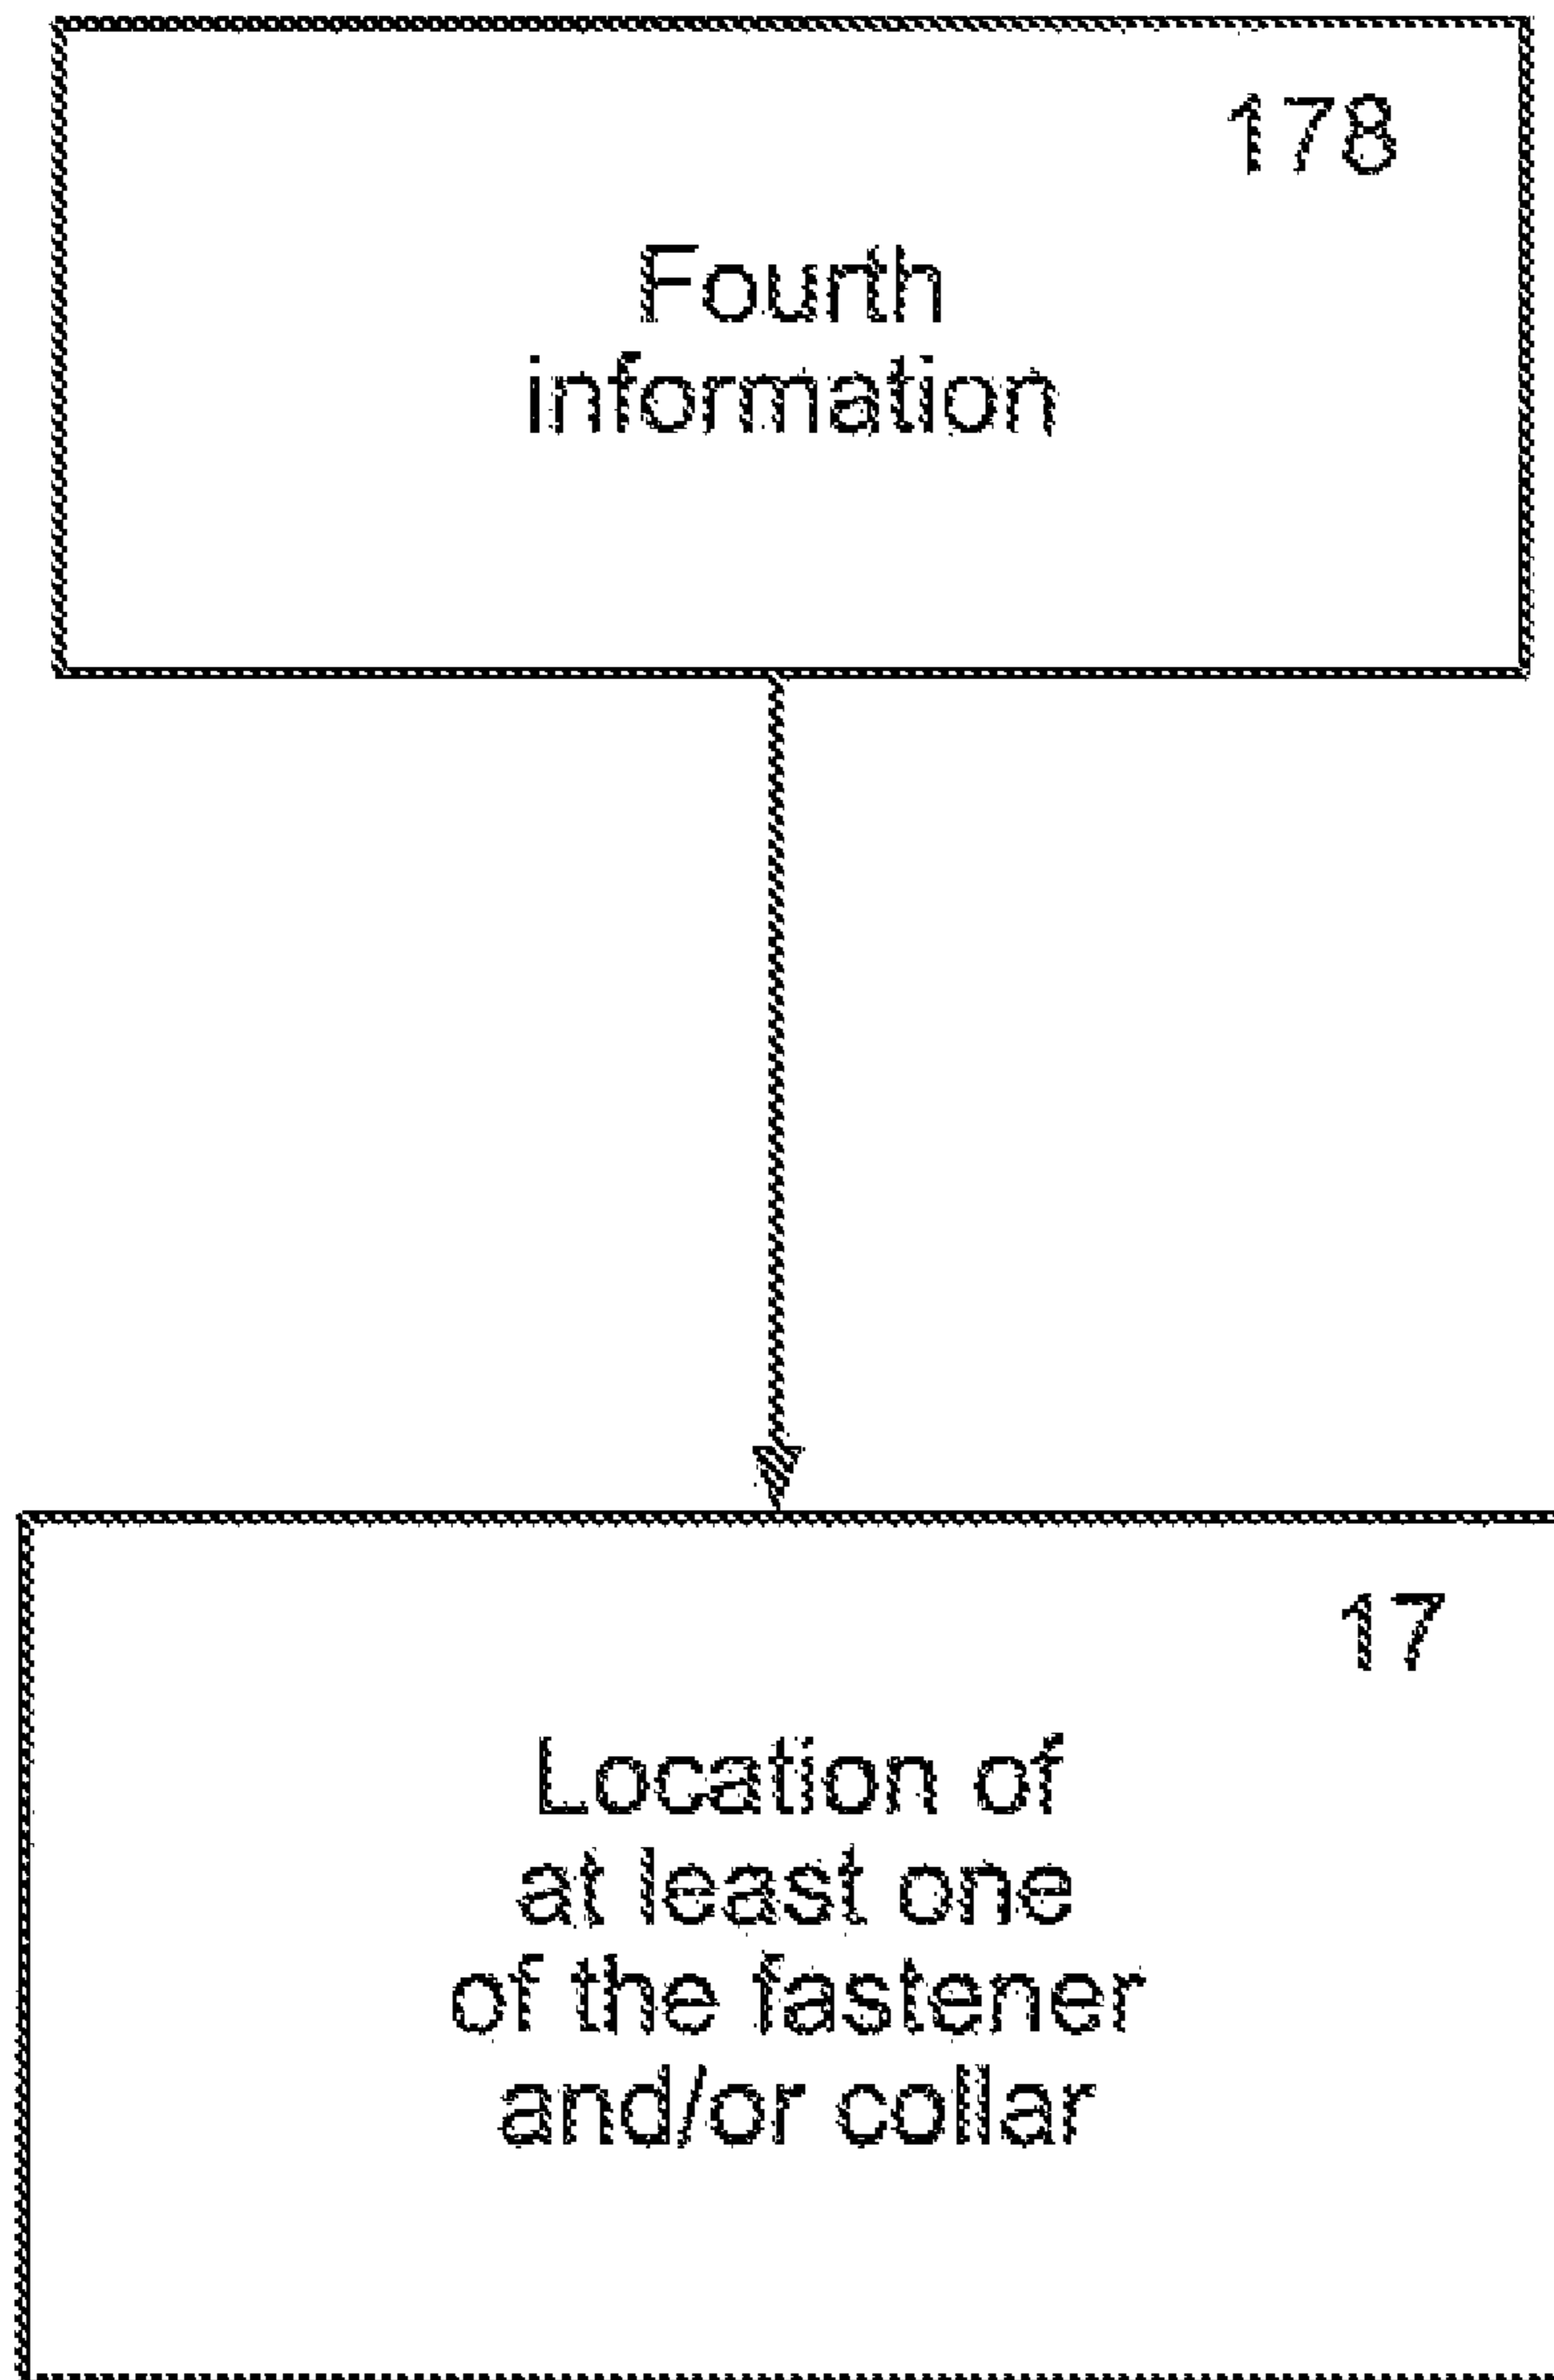 178
Fourth
information
17
Location of
at least one
of the fastener
and/or collar